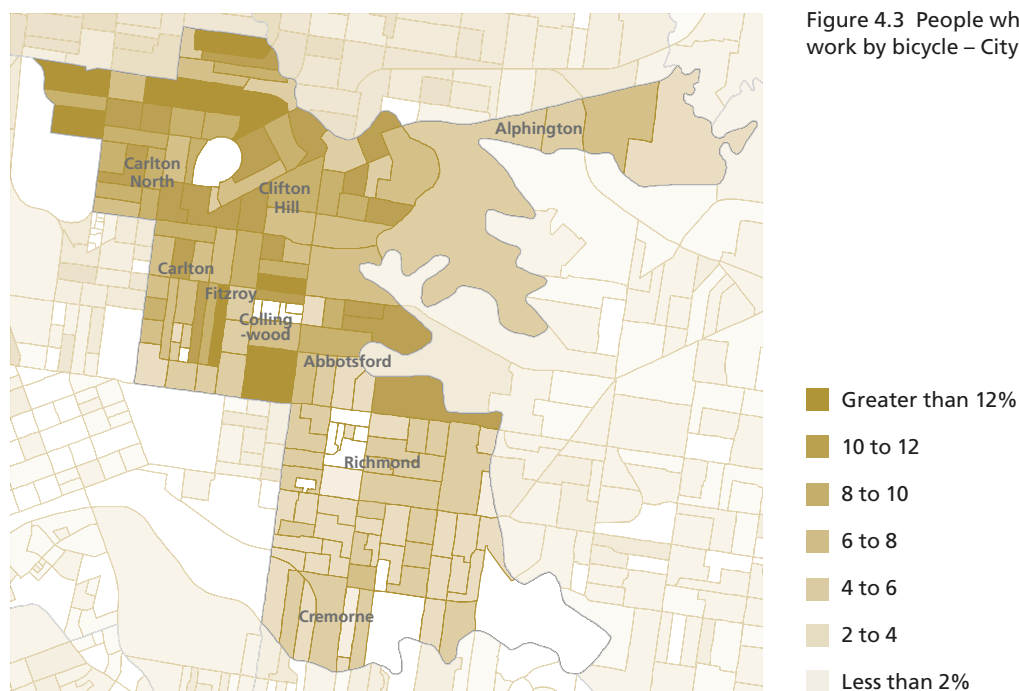 Figure 4.3 People wh
work by bicycle – City
Alphington
Carlton
North
Clifton
Hill
Carlton
Fitzroy
Colling
-wood
Abbotsford
Richmond
Cremorne
Greater than 12%
10 to 12
8 to 10
6 to 8
4 to 6
2 to 4
Less than 2%